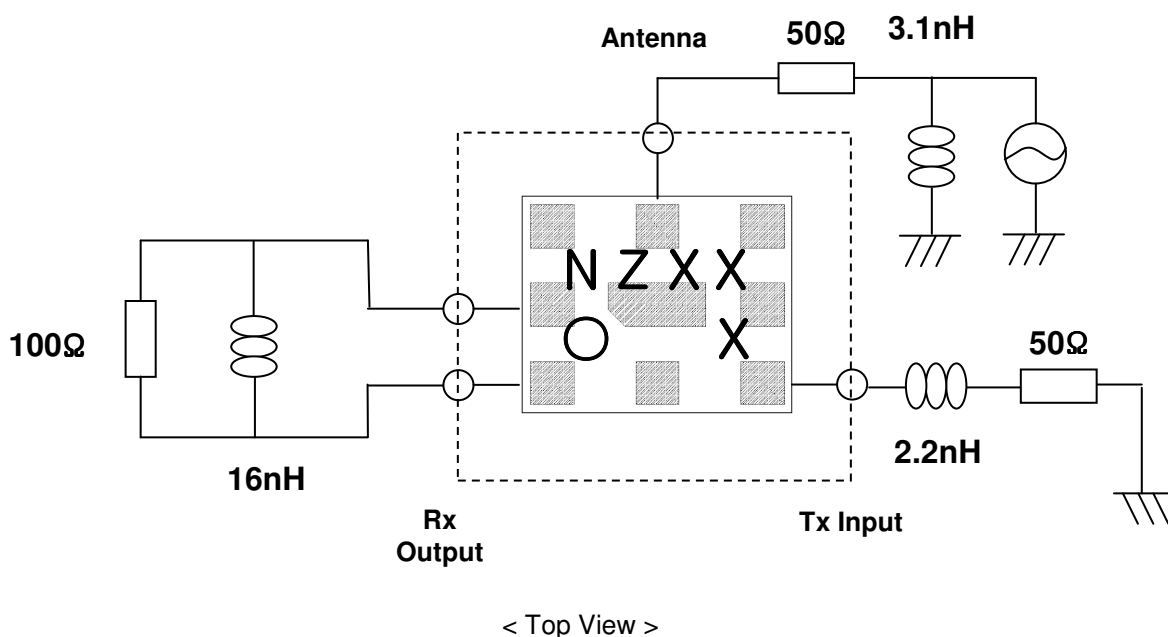 Antenna
50Ω
3.1nH
NZXX
O X
100Ω
16nH
50Ω
2.2nH
Rx
Output
Tx Input
< Top View >